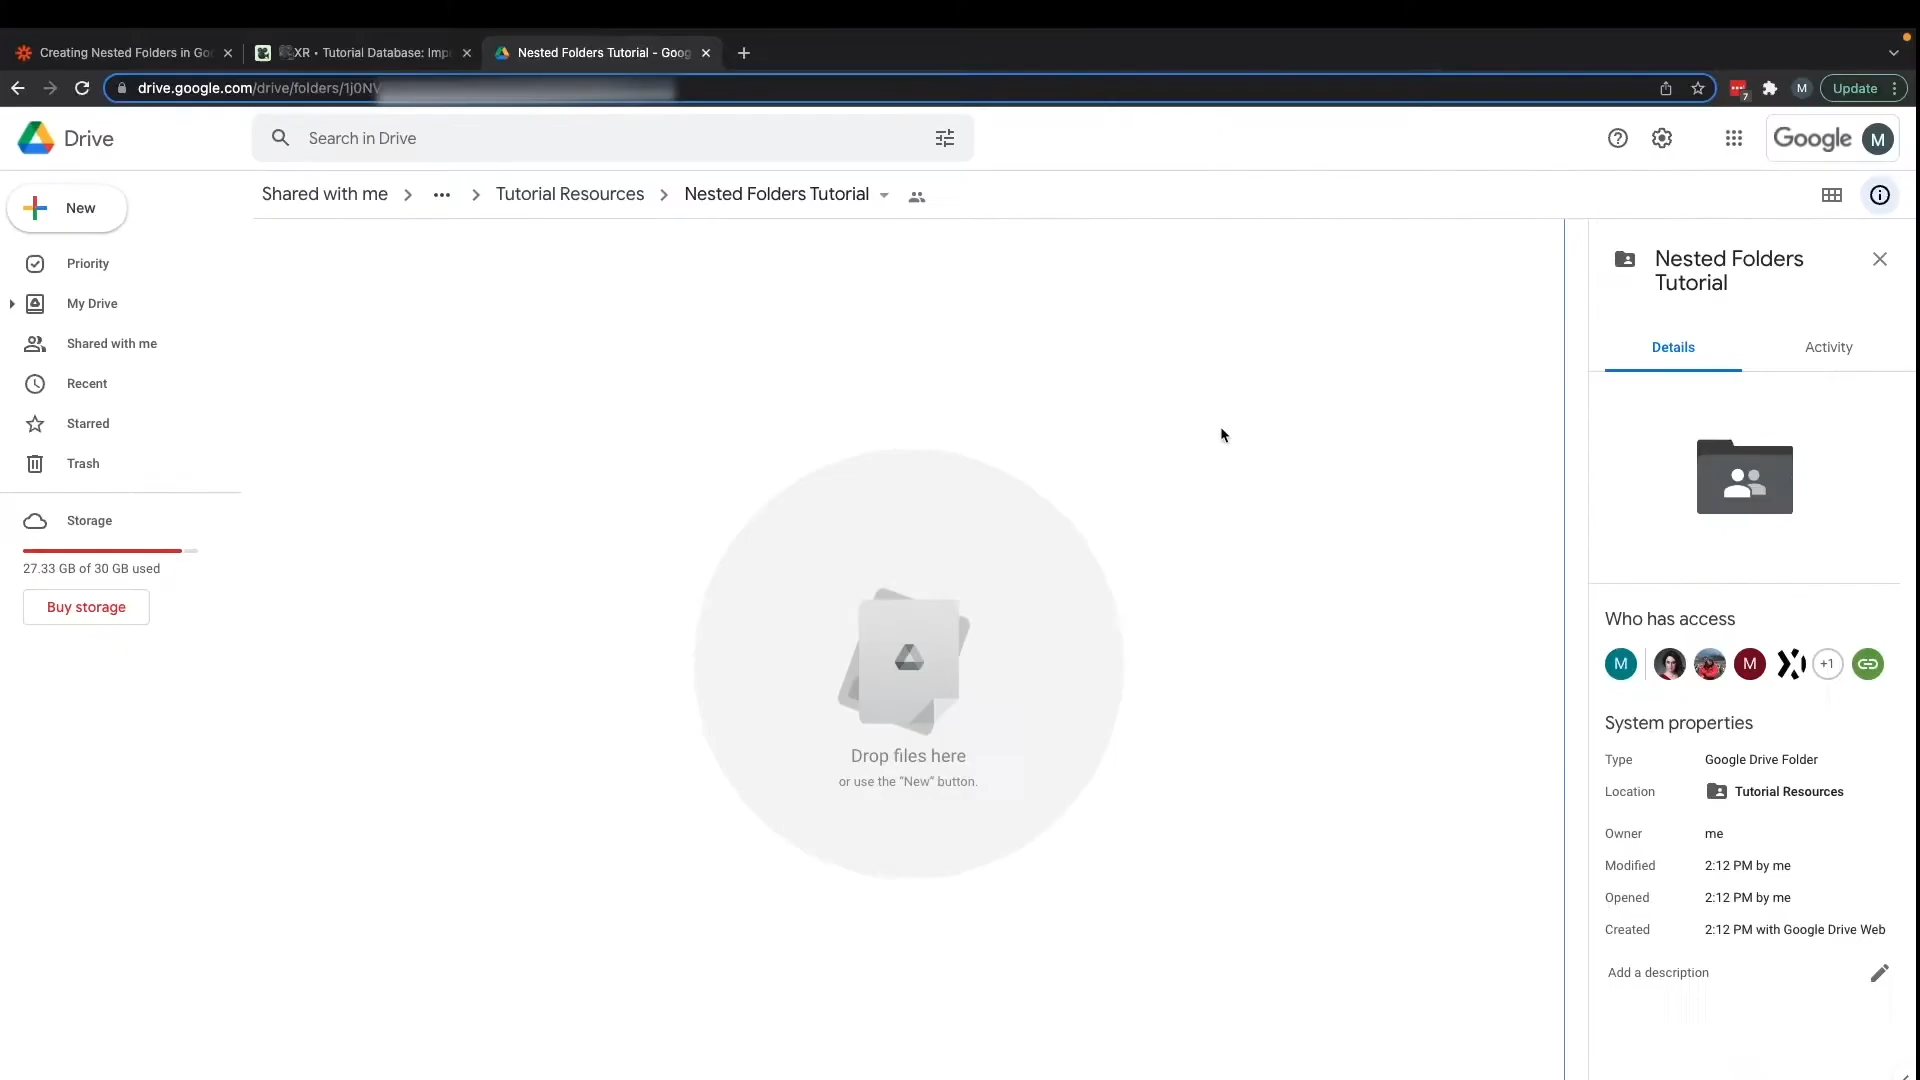 Creating Nested Folders in Go
XR • Tutorial Database: Imp
Nested Folders Tutorial - Goog
drive.google.com/drive/folders/1j0NV
7
M
Update
Drive
Search in Drive
Google
M
Shared with me
Tutorial Resources
Nested Folders Tutorial
New
Priority
My Drive
Shared with me
Recent
Starred
Trash
Storage
27.33 GB of 30 GB used
Buy storage
Drop files here
or use the “New” button.
Nested Folders
Tutorial
Details
Activity
Who has access
M
M
+1
System properties
Type Google Drive Folder
Location Tutorial Resources
Owner me
Modified 2:12 PM by me
Opened 2:12 PM by me
Created 2:12 PM with Google Drive Web
Add a description